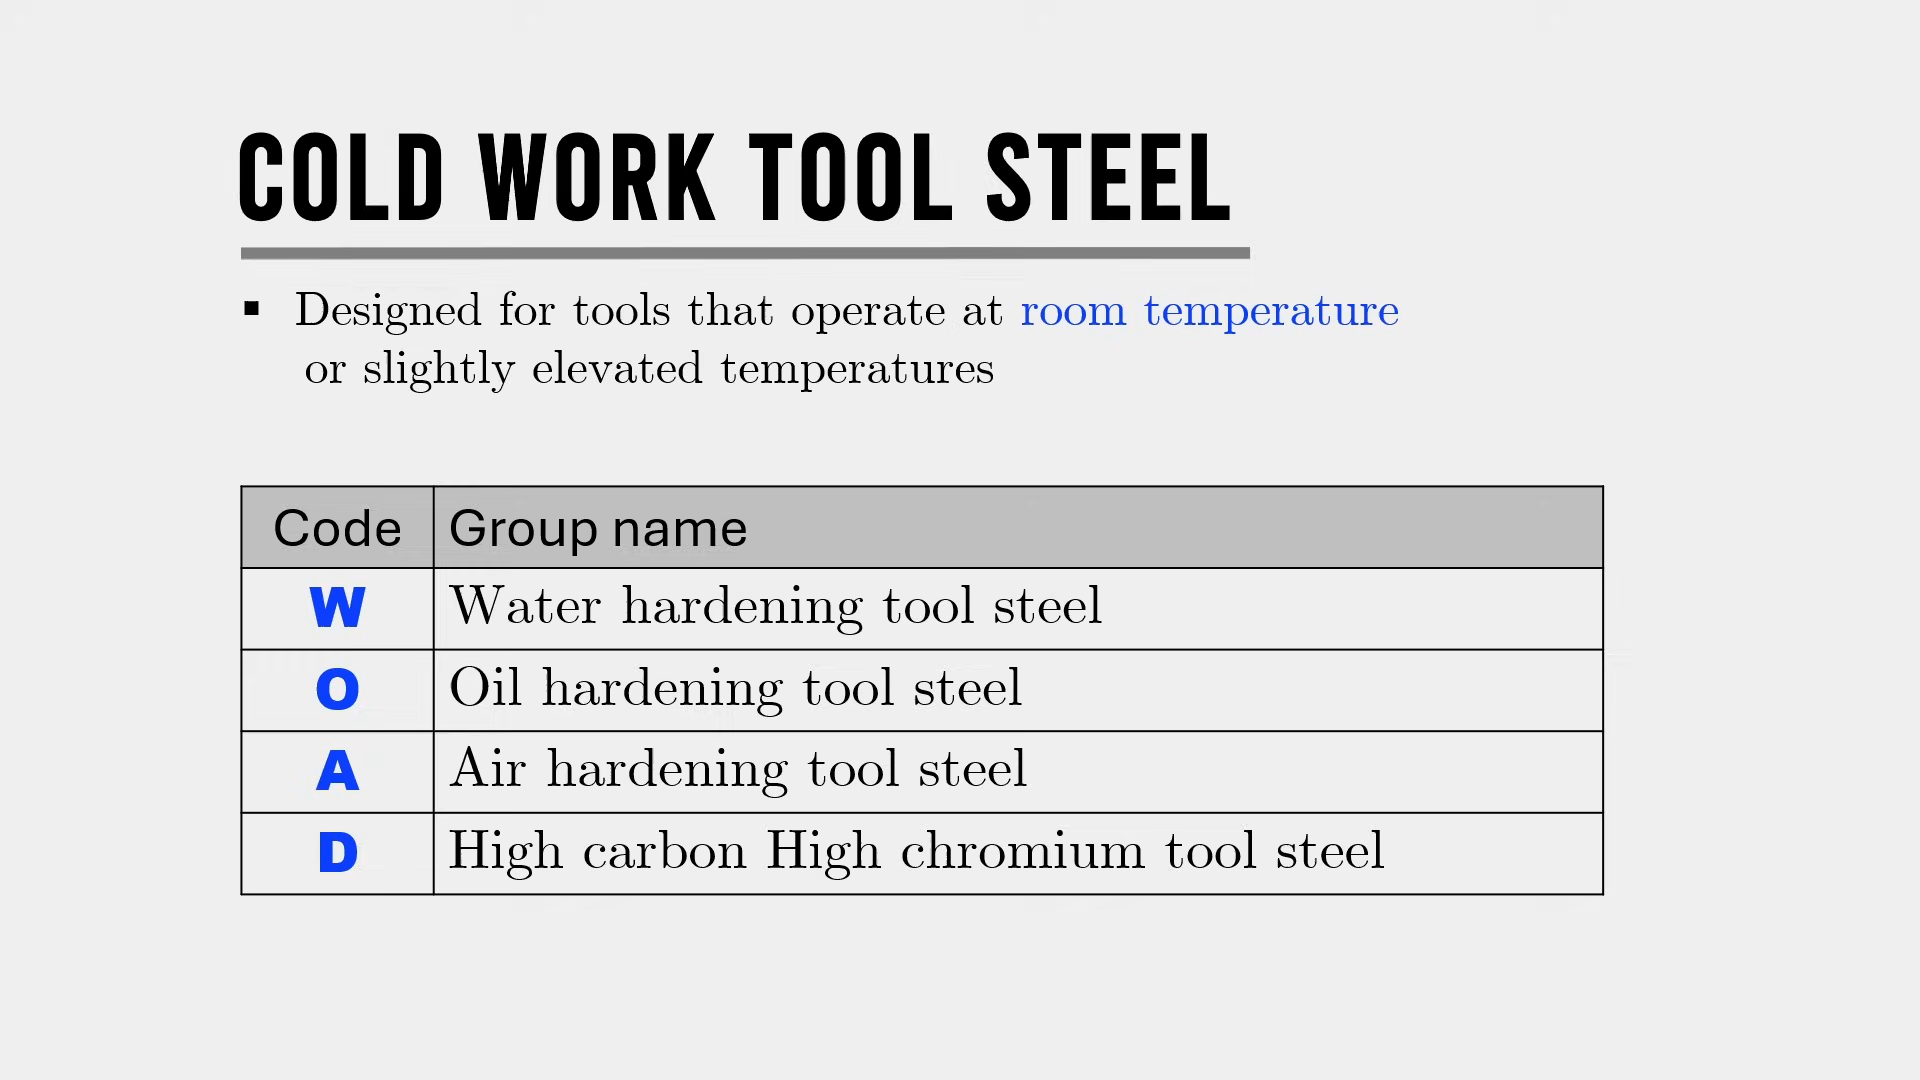 COLD WORK TOOL STEEL
▪ Designed for tools that operate at room temperature
or slightly elevated temperatures
Code Group name
W Water hardening tool steel
O Oil hardening tool steel
A Air hardening tool steel
D High carbon High chromium tool steel